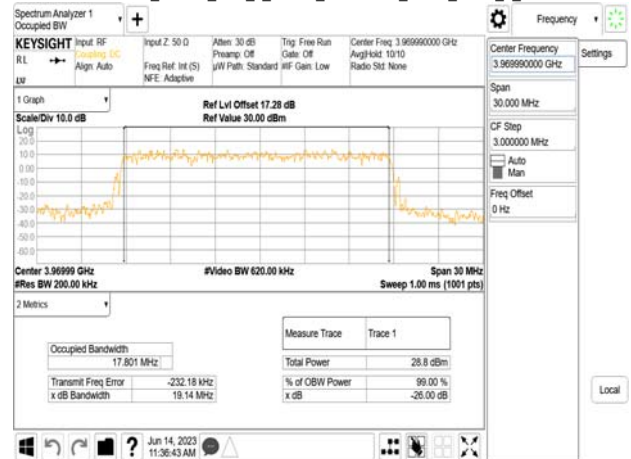 Spectrum Analyzer 1
Occupied BW
Frequency
KEYSIGHT
Input: RF
Coupling: DC
Align: Auto
Input Z: 50 Ω
Freq Ref: Int (S)
NFE: Adaptive
Atten: 30 dB
Preamp: Off
µW Path: Standard
Trig: Free Run
Gate: Off
#IF Gain: Low
Center Freq: 3.969990000 GHz
Avg|Hold: 10/10
Radio Std: None
RL
Center Frequency
3.969990000 GHz
Settings
Span
30.000 MHz
CF Step
3.000000 MHz
Auto
Man
Freq Offset
0 Hz
1 Graph
Scale/Div 10.0 dB
Ref Lvl Offset 17.28 dB
Ref Value 30.00 dBm
Log
20.0
10.0
0.00
-10.0
-20.0
-30.0
-40.0
-50.0
-60.0
Center 3.96999 GHz
#Video BW 620.00 kHz
Span 30 MHz
#Res BW 200.00 kHz
Sweep 1.00 ms (1001 pts)
2 Metrics
Measure Trace
Trace 1
Occupied Bandwidth
17.801 MHz
Total Power
28.8 dBm
Transmit Freq Error
-232.18 kHz
% of OBW Power
99.00 %
x dB Bandwidth
19.14 MHz
x dB
-26.00 dB
Local
Jun 14, 2023
11:36:43 AM